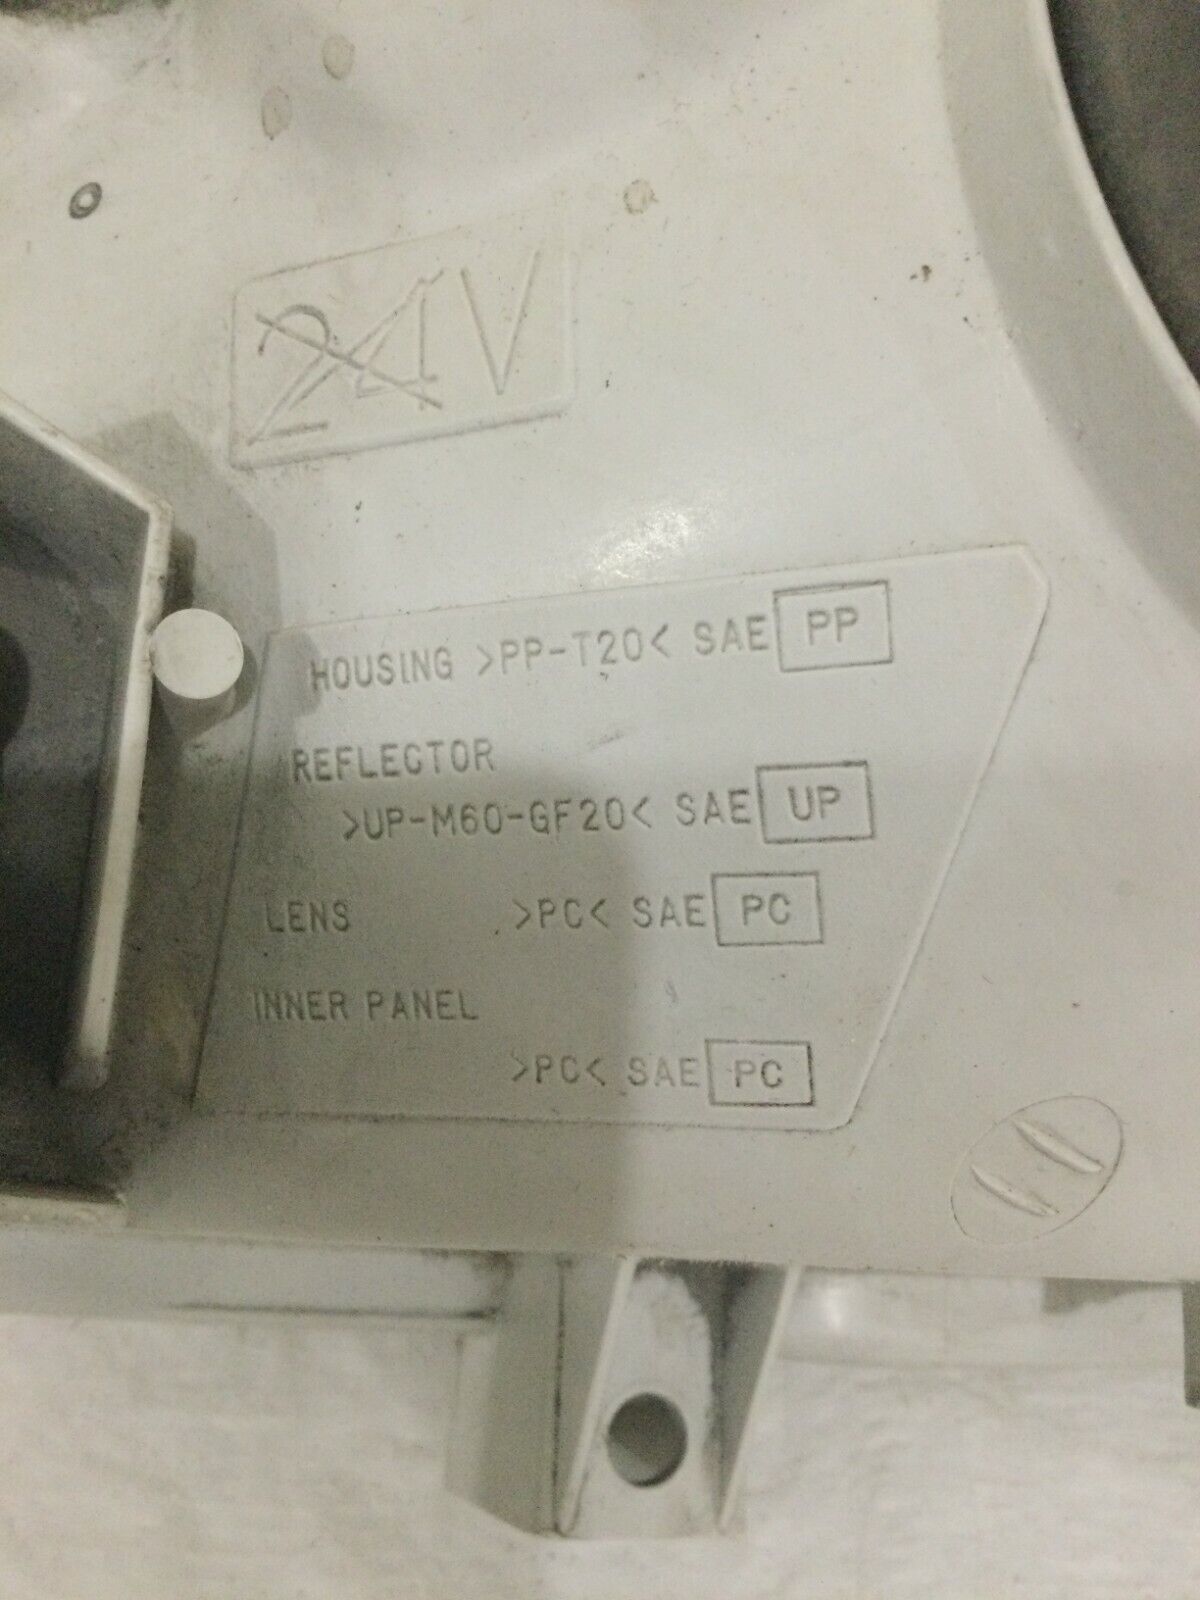 24V
HOUSING >PP-T20< SAE PP
REFLECTOR
>UP-M60-GF20< SAE UP
LENS >PC< SAE PC
INNER PANEL
>PC< SAE PC